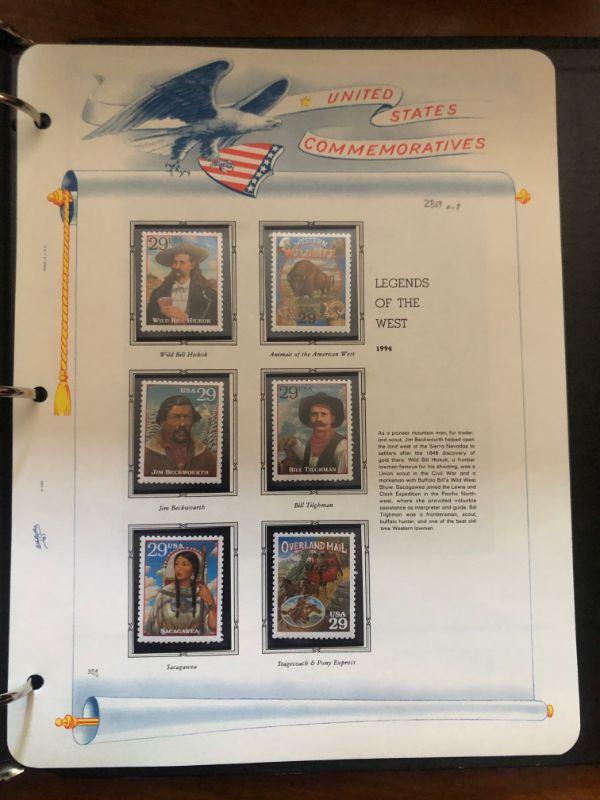 UNITED
STATES
COMMEMORATIVES
LEGENDS
OF THE
WEST
1994
29 USA
WILD BILL HICKOK
Wild Bill Hickok
WESTERN
WILDLIFE
29
Animals of the American West
USA 29
JIM BECKWOURTH
Jim Beckwourth
29 USA
BILL TILGHMAN
Bill Tilghman
As a pioneer mountain man, fur trader,
and scout, Jim Beckwourth helped open
the land west of the Sierra Nevadas to
settlers after the 1848 discovery of
gold there. Wild Bill Hickok, a frontier
lawman famous for his shooting, was a
Union scout in the Civil War and a
marksman with Buffalo Bill's Wild West
Show. Sacagawea joined the Lewis and
Clark Expedition in the Pacific North-
west, where she provided valuable
assistance as interpreter and guide. Bill
Tilghman was a frontiersman, scout,
buffalo hunter, and one of the best old-
time Western lawmen.
29 USA
SACAGAWEA
Sacagawea
OVERLAND MAIL
USA
29
Stagecoach & Pony Express